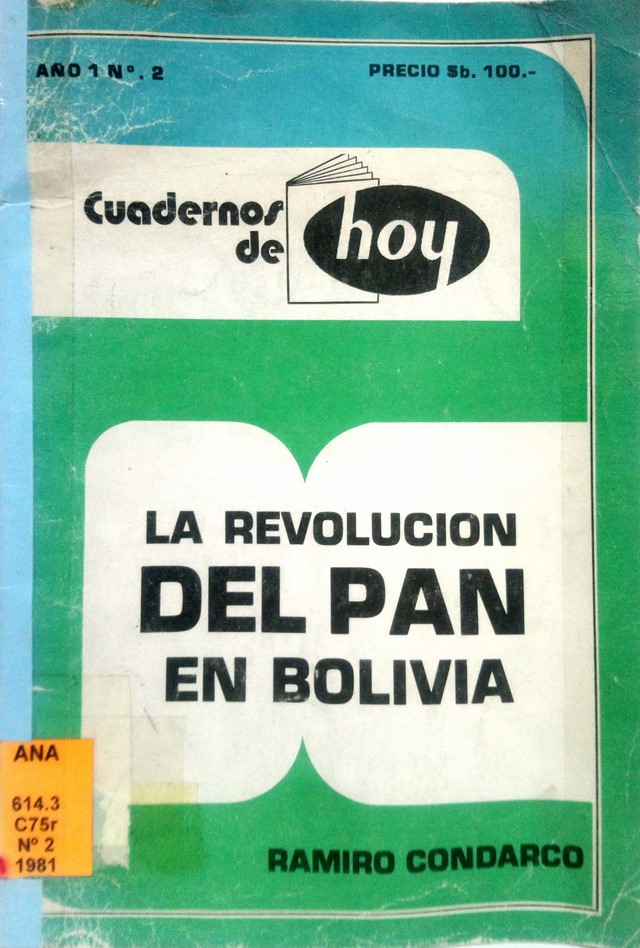 AÑO 1 Nº. 2
PRECIO $b. 100.-
Cuadernos
de
hoy
LA REVOLUCION
DEL PAN
EN BOLIVIA
ANA
614.3
C75r
Nº 2
1981
RAMIRO CONDARCO